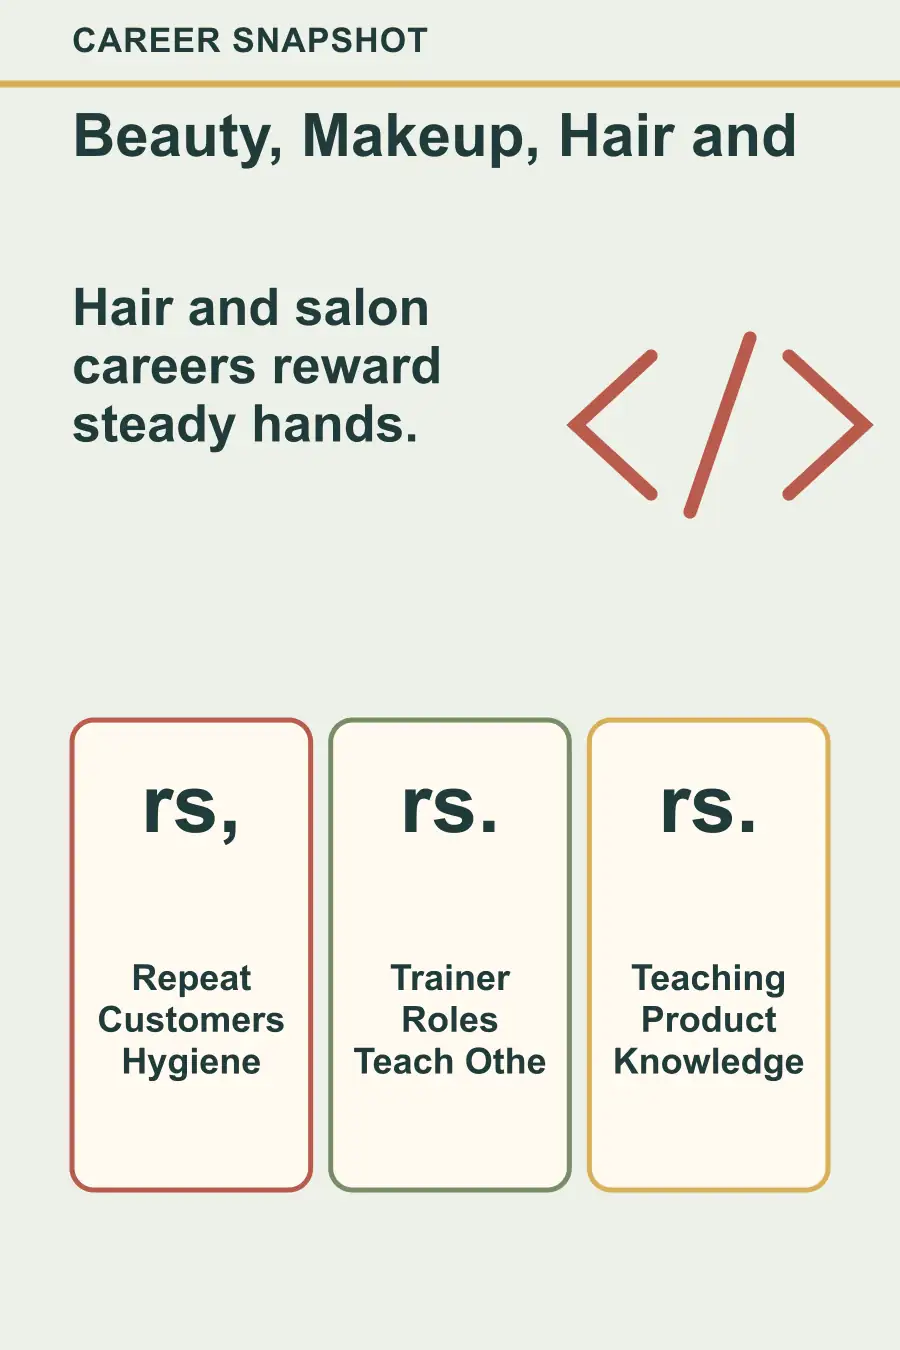 CAREER SNAPSHOT
Beauty, Makeup, Hair and
Hair and salon
careers reward
steady hands.
</>
rs,
Repeat
Customers
Hygiene
rs.
Trainer
Roles
Teach Othe
rs.
Teaching
Product
Knowledge